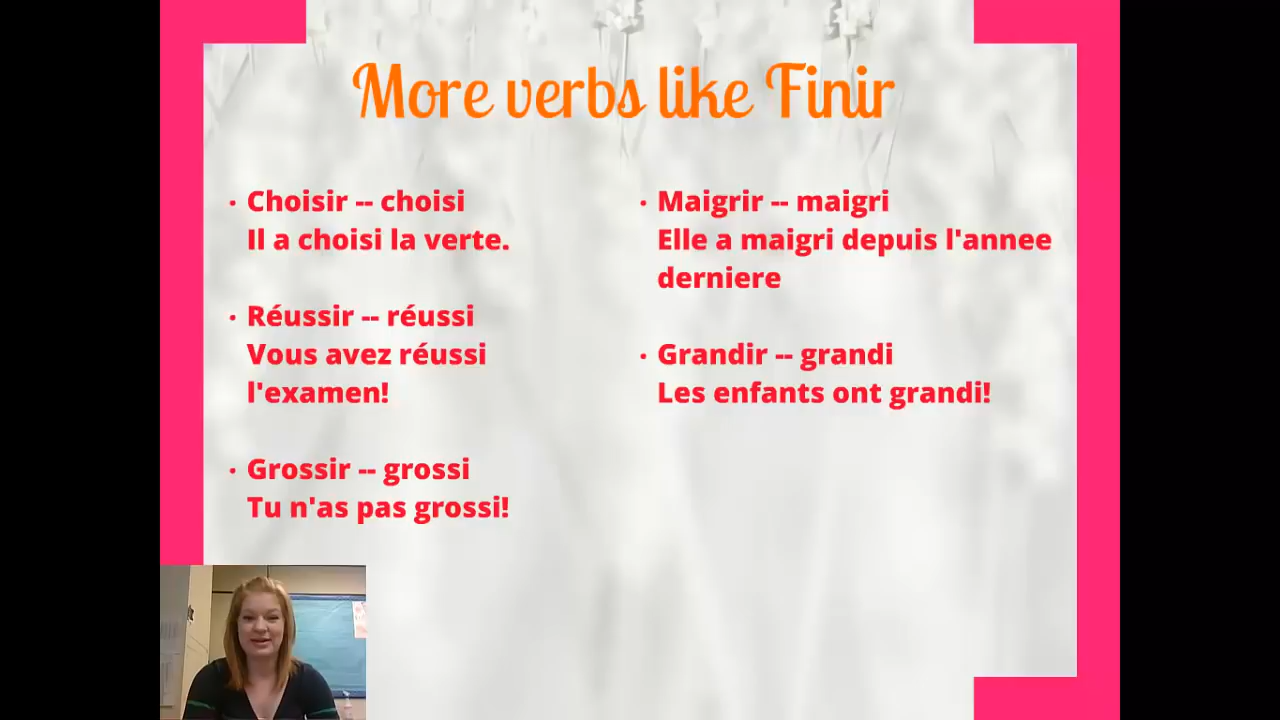 More verbs like Finir
• Choisir -- choisi
Il a choisi la verte.
• Réussir -- réussi
Vous avez réussi
l'examen!
• Grossir -- grossi
Tu n'as pas grossi!
• Maigrir -- maigri
Elle a maigri depuis l'annee
derniere
• Grandir -- grandi
Les enfants ont grandi!